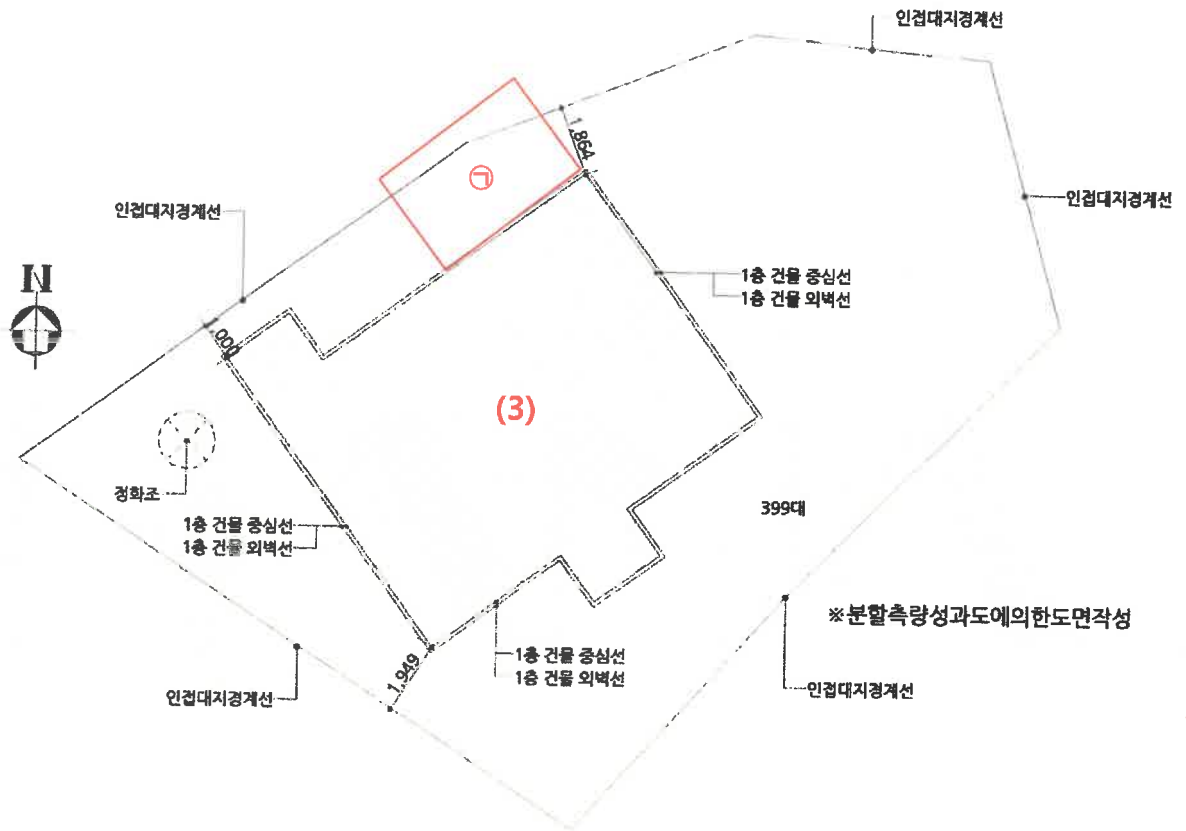 인접대지경계선
1,864
㉠
인접대지경계선
인접대지경계선
N
1층 건물 중심선
1층 건물 외벽선
1,000
(3)
정화조
399대
1층 건물 중심선
1층 건물 외벽선
※분할측량성과도에의한도면작성
1층 건물 중심선
1층 건물 외벽선
1,949
인접대지경계선
인접대지경계선